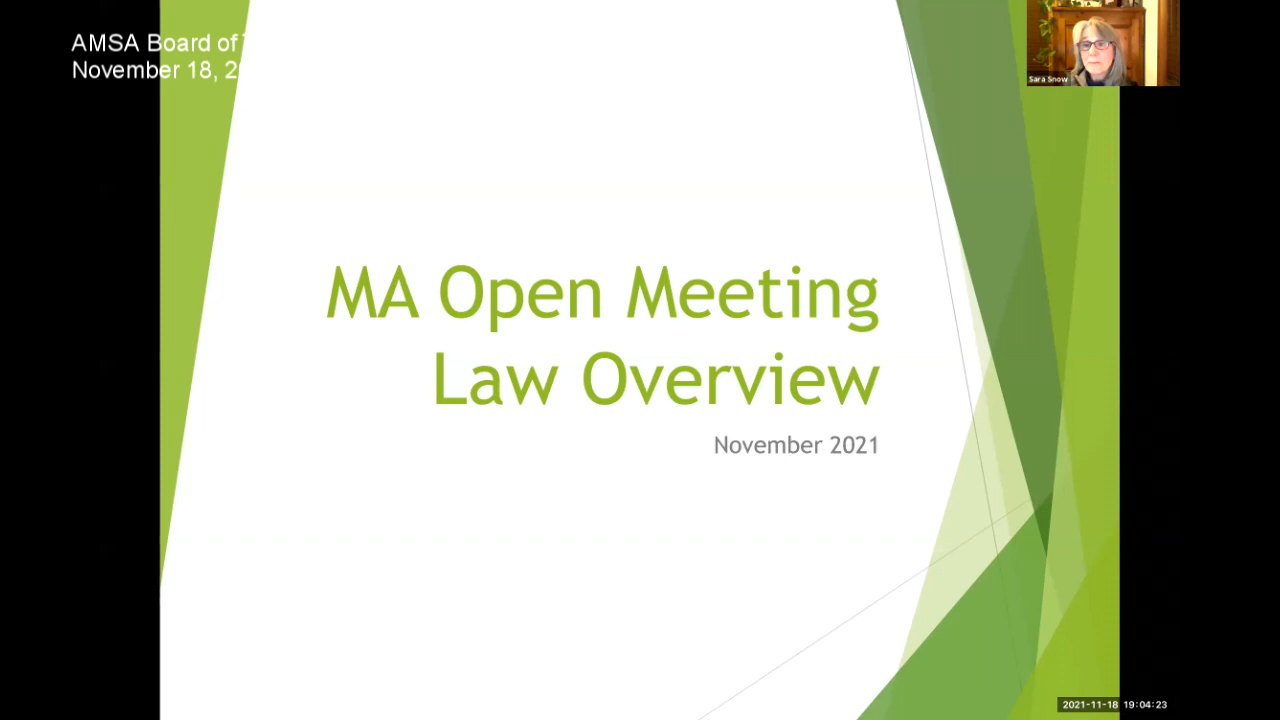 AMSA Board of
November 18, 20
Sara Snow
MA Open Meeting
Law Overview
November 2021
2021-11-18 19:04:23